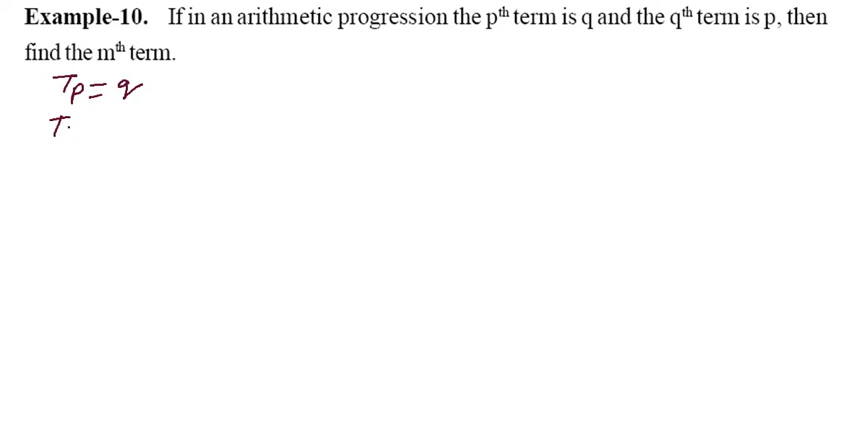 Example-10. If in an arithmetic progression the pᵗʰ term is q and the qᵗʰ term is p, then
find the mᵗʰ term.
Tp = q
T